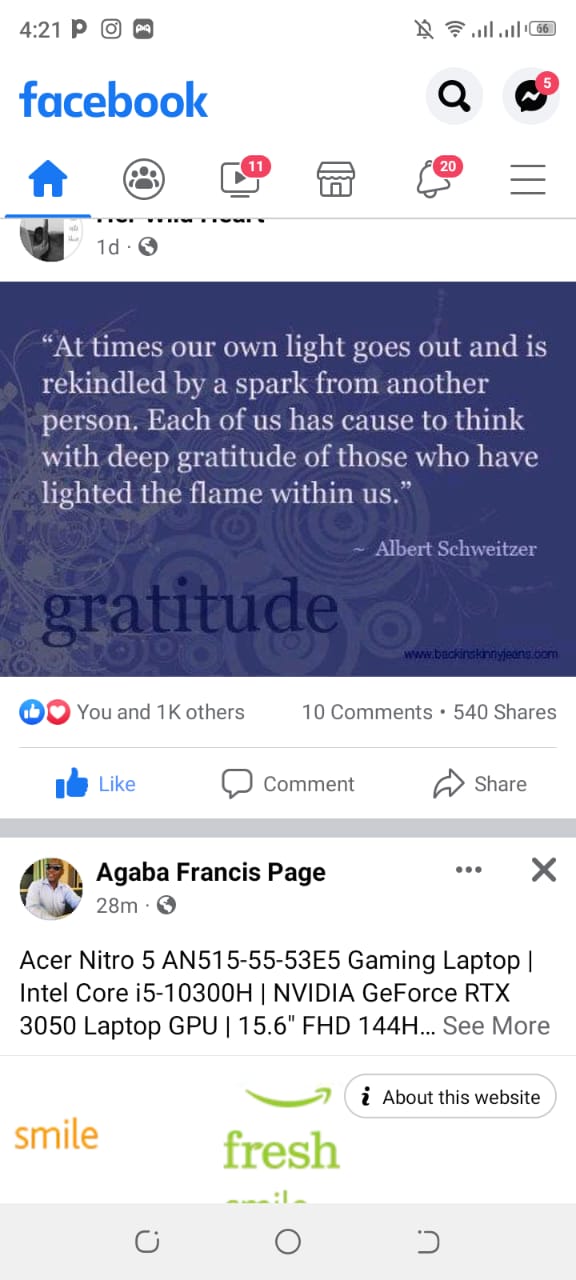 4:21
66
facebook
5
11
20
Her Wild Heart
1d ·
“At times our own light goes out and is
rekindled by a spark from another
person. Each of us has cause to think
with deep gratitude of those who have
lighted the flame within us.”
~ Albert Schweitzer
gratitude
www.backinskinnyjeans.com
You and 1K others
10 Comments • 540 Shares
Like
Comment
Share
Agaba Francis Page
28m ·
Acer Nitro 5 AN515-55-53E5 Gaming Laptop |
Intel Core i5-10300H | NVIDIA GeForce RTX
3050 Laptop GPU | 15.6" FHD 144H... See More
i About this website
smile
fresh
smile